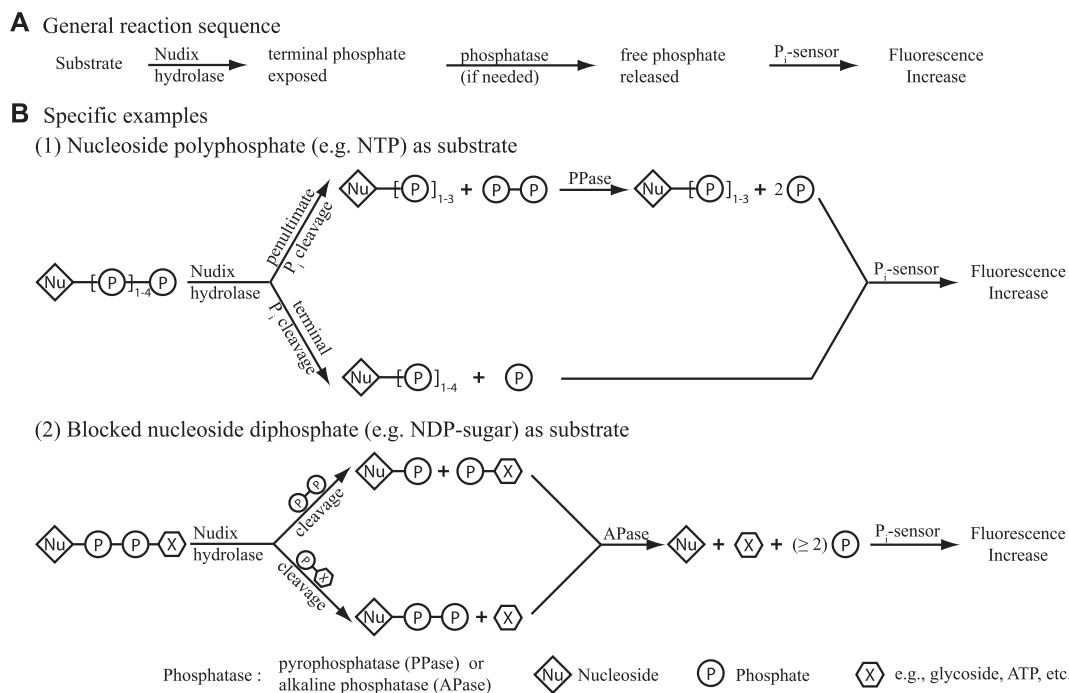 A General reaction sequence
Substrate
Nudix
hydrolase
terminal phosphate
exposed
phosphatase
(if needed)
free phosphate
released
Pi-sensor
Fluorescence
Increase
B Specific examples
(1) Nucleoside polyphosphate (e.g. NTP) as substrate
Nu [P]1-4 P
Nudix
hydrolase
penultimate
Pi cleavage
Nu [P]1-3 + P P
PPase
Nu [P]1-3 + 2 P
terminal
Pi cleavage
Nu [P]1-4 + P
Pi-sensor
Fluorescence
Increase
(2) Blocked nucleoside diphosphate (e.g. NDP-sugar) as substrate
Nu P P X
Nudix
hydrolase
P P
cleavage
Nu P + P X
P X
cleavage
Nu P P + X
APase
Nu + X + (≥ 2) P
Pi-sensor
Fluorescence
Increase
Phosphatase :
pyrophosphatase (PPase) or
alkaline phosphatase (APase)
Nu Nucleoside
P Phosphate
X e.g., glycoside, ATP, etc.